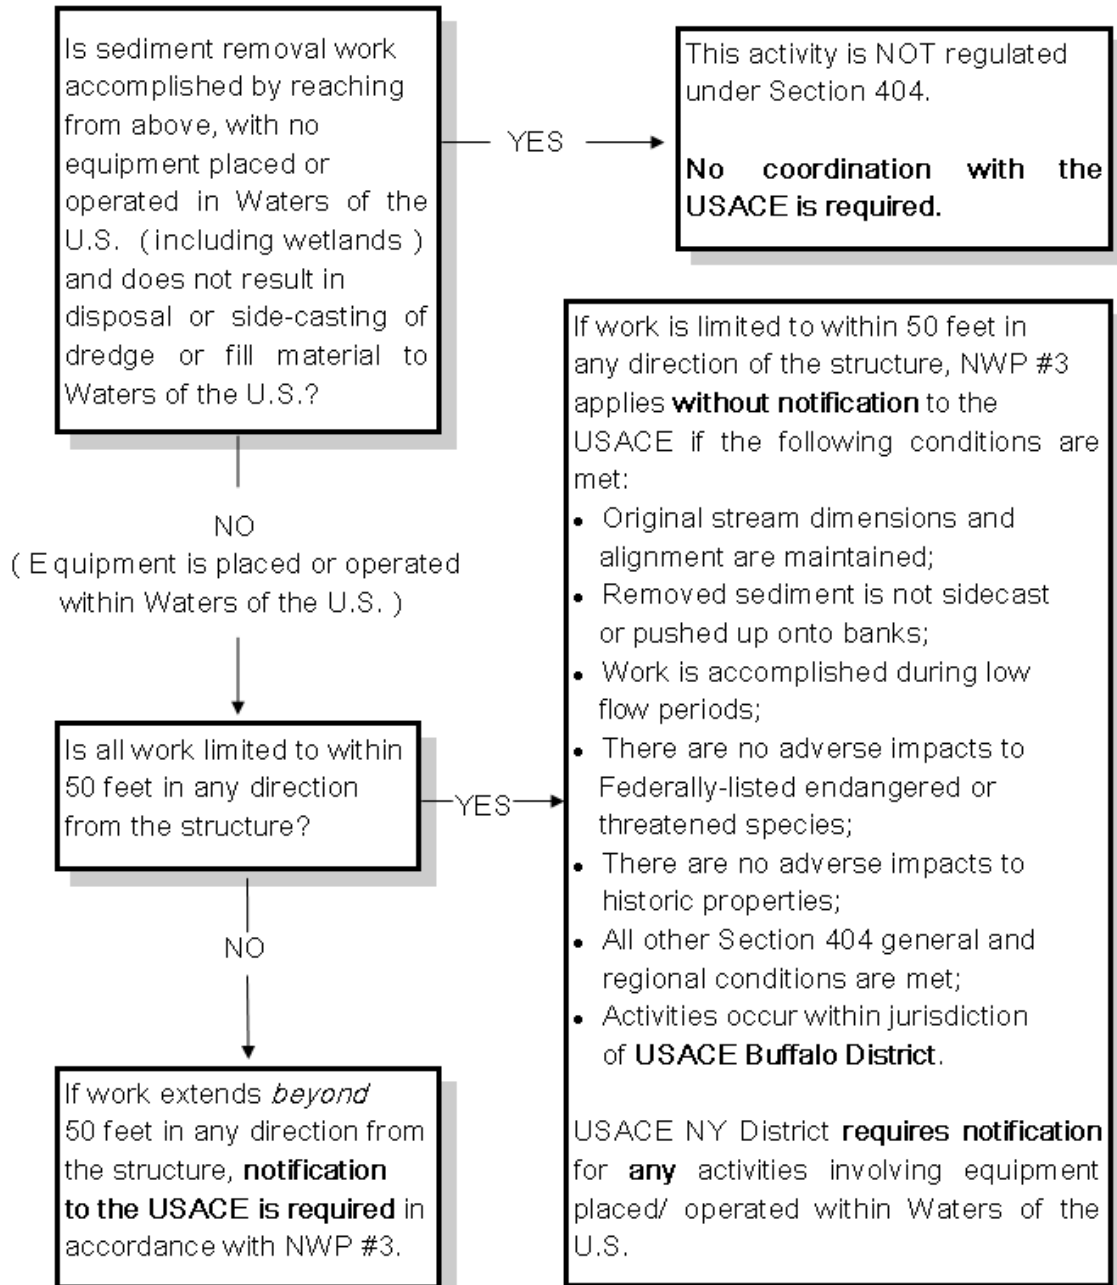 Is sediment removal work
accomplished by reaching
from above, with no
equipment placed or
operated in Waters of the
U.S. ( including wetlands )
and does not result in
disposal or side-casting of
dredge or fill material to
Waters of the U.S.?
YES
This activity is NOT regulated
under Section 404.
No coordination with the
USACE is required.
NO
( Equipment is placed or operated
within Waters of the U.S. )
Is all work limited to within
50 feet in any direction
from the structure?
YES
If work is limited to within 50 feet in
any direction of the structure, NWP #3
applies without notification to the
USACE if the following conditions are
met:
• Original stream dimensions and
alignment are maintained;
• Removed sediment is not sidecast
or pushed up onto banks;
• Work is accomplished during low
flow periods;
• There are no adverse impacts to
Federally-listed endangered or
threatened species;
• There are no adverse impacts to
historic properties;
• All other Section 404 general and
regional conditions are met;
• Activities occur within jurisdiction
of USACE Buffalo District.
USACE NY District requires notification
for any activities involving equipment
placed/ operated within Waters of the
U.S.
NO
If work extends beyond
50 feet in any direction from
the structure, notification
to the USACE is required in
accordance with NWP #3.